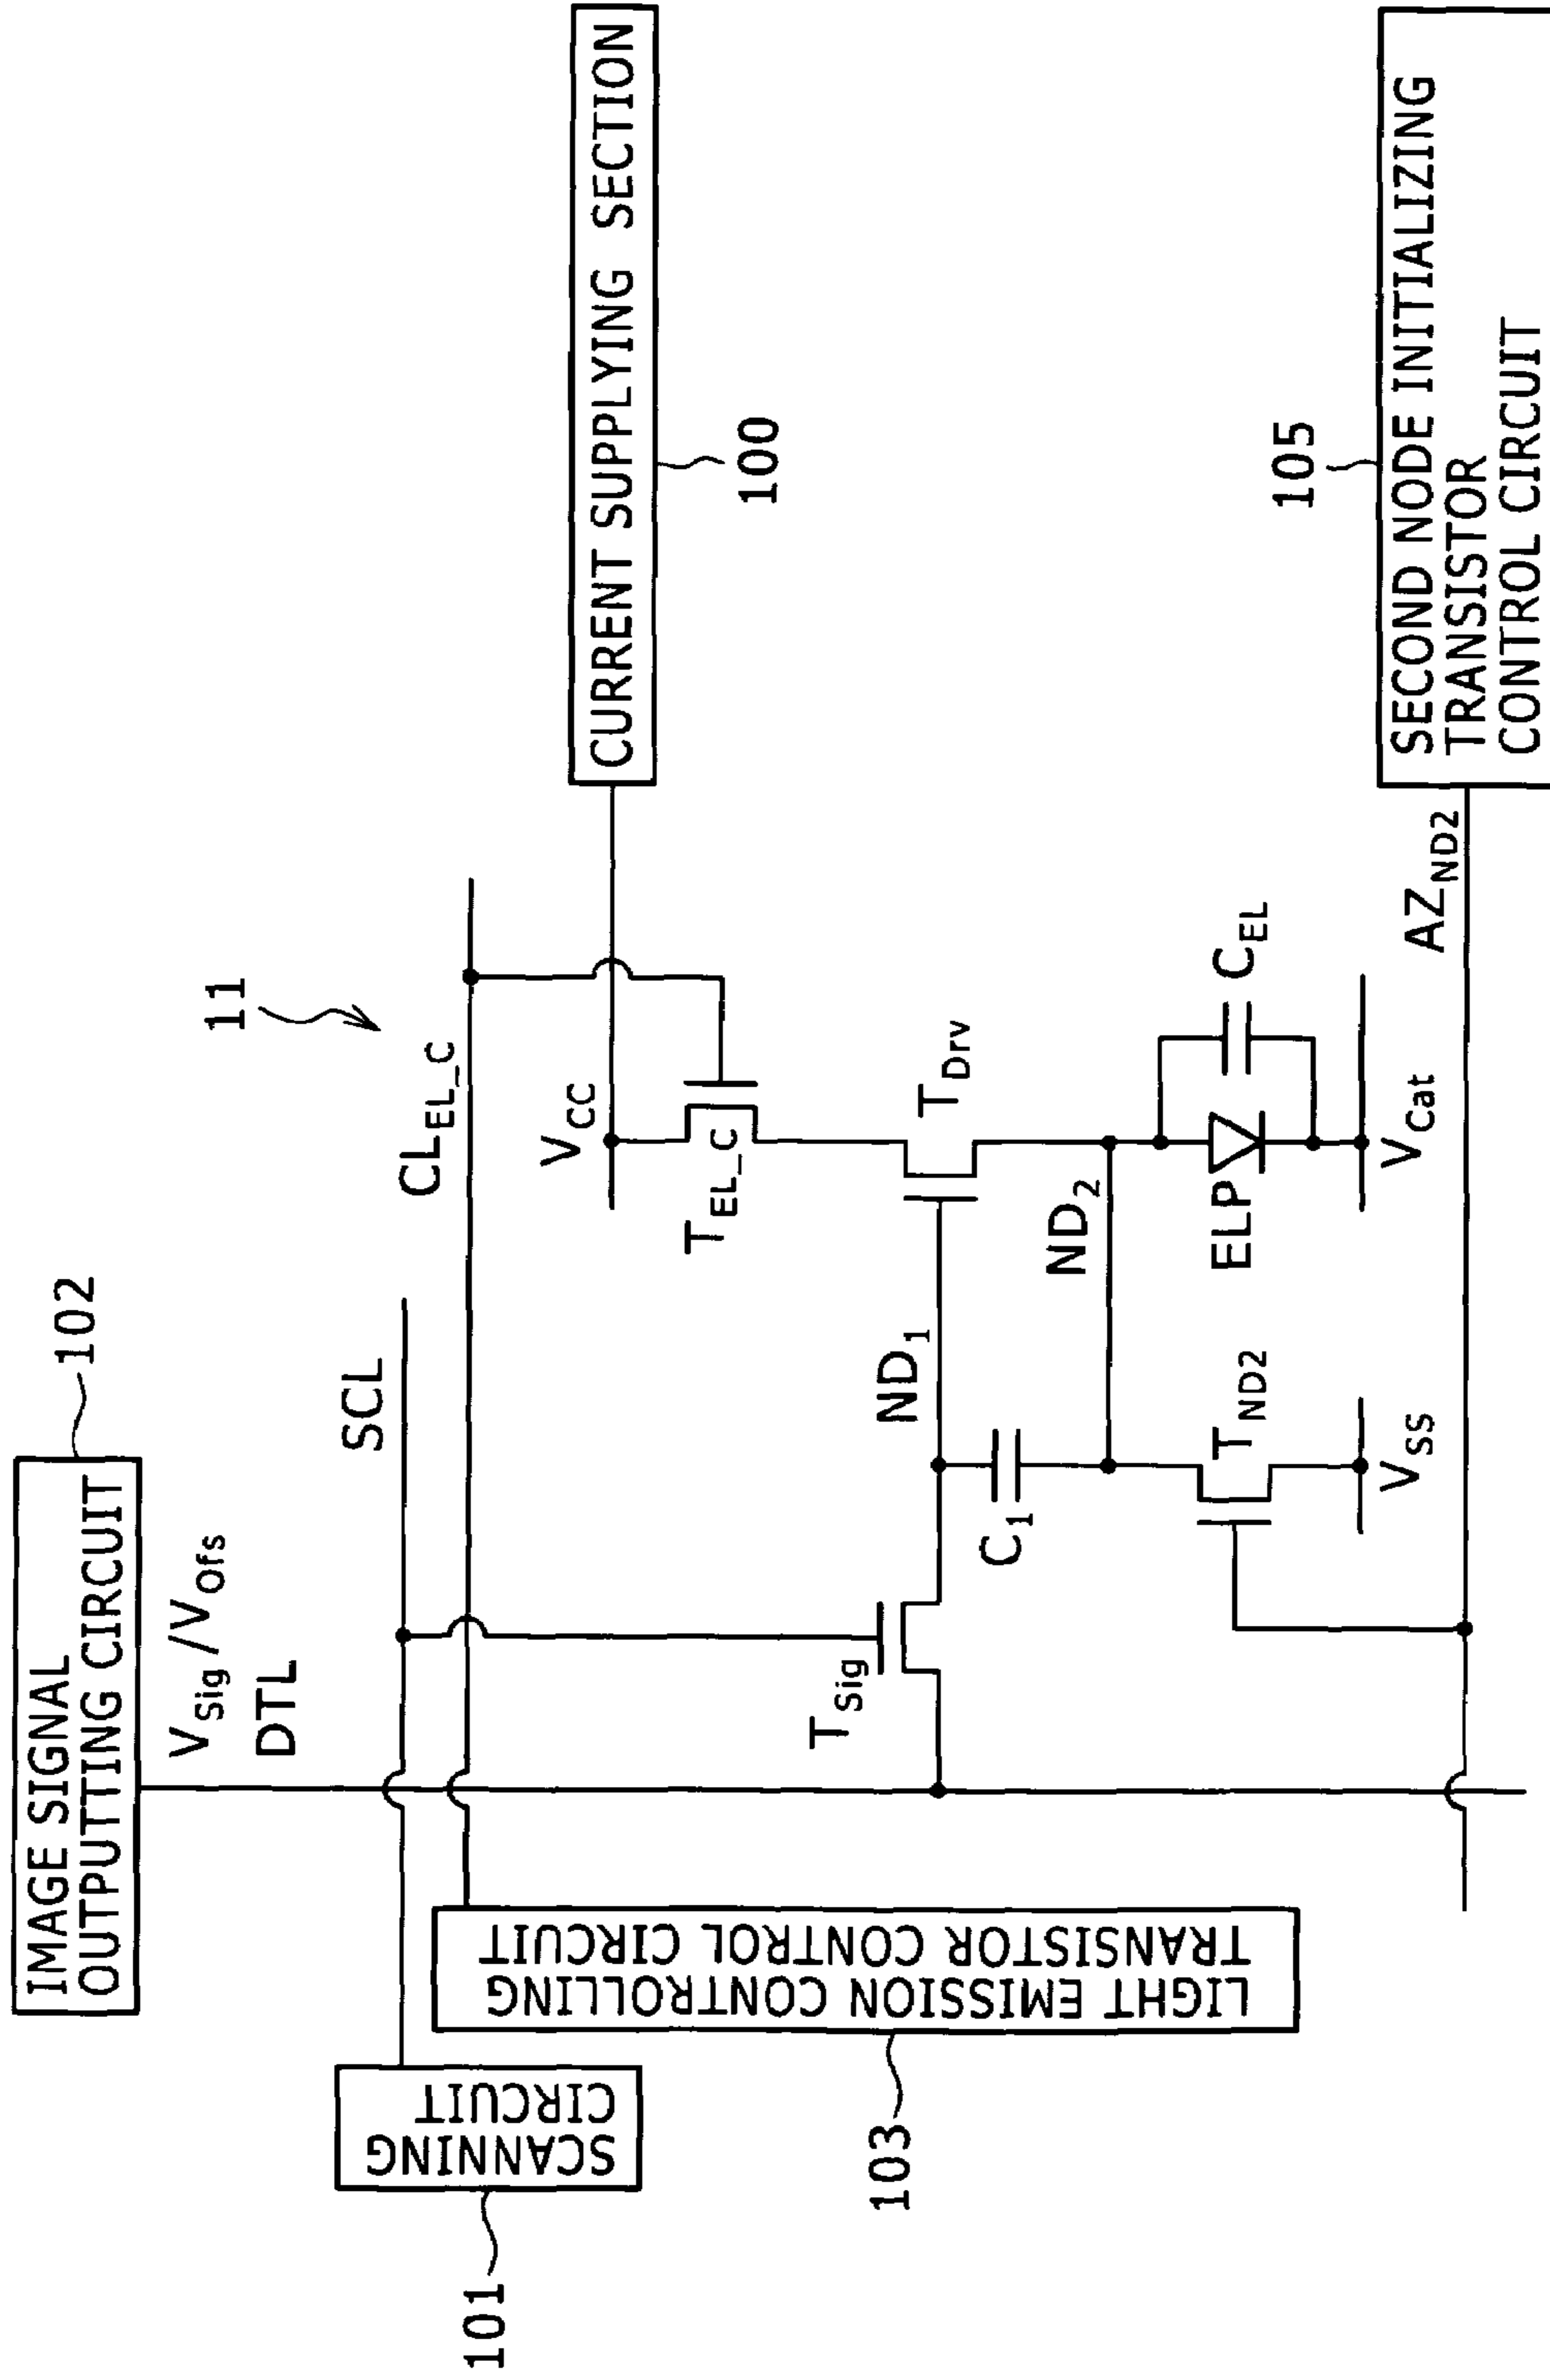 IMAGE SIGNAL
OUTPUTTING CIRCUIT
102
V_Sig/V_Ofs
DTL
SCL
11
CL_EL_C
SCANNING
CIRCUIT
101
LIGHT EMISSION CONTROLLING
TRANSISTOR CONTROL CIRCUIT
103
V_CC
CURRENT SUPPLYING SECTION
100
T_EL_C
T_Sig
ND_1
T_Drv
C_1
ND_2
T_ND2
ELP
C_EL
V_SS
V_Cat
AZ_ND2
105
SECOND NODE INITIALIZING
TRANSISTOR
CONTROL CIRCUIT